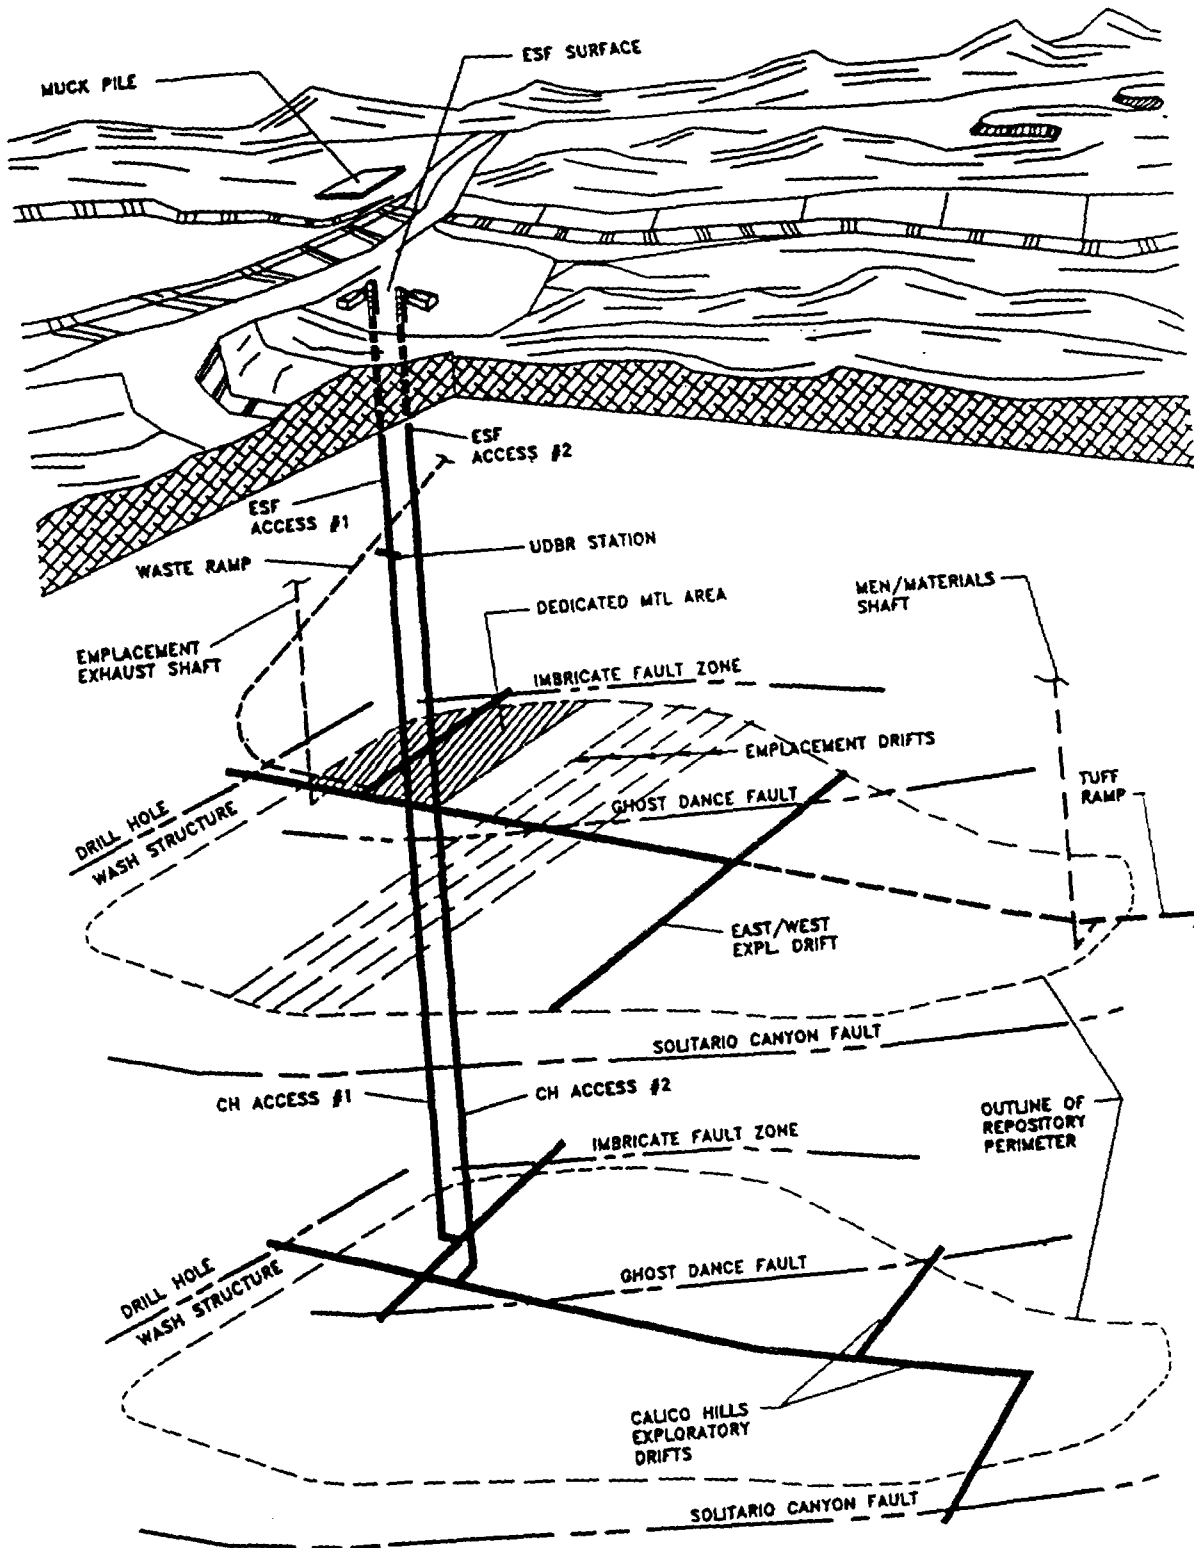 ESF SURFACE
MUCK PILE
ESF
ACCESS #2
ESF
ACCESS #1
UDBR STATION
WASTE RAMP
DEDICATED MTL AREA
MEN/MATERIALS
SHAFT
EMPLACEMENT
EXHAUST SHAFT
IMBRICATE FAULT ZONE
EMPLACEMENT DRIFTS
TUFF
RAMP
GHOST DANCE FAULT
DRILL HOLE
WASH STRUCTURE
EAST/WEST
EXPL. DRIFT
SOLITARIO CANYON FAULT
CH ACCESS #1
CH ACCESS #2
OUTLINE OF
REPOSITORY
PERIMETER
IMBRICATE FAULT ZONE
DRILL HOLE
WASH STRUCTURE
GHOST DANCE FAULT
CALICO HILLS
EXPLORATORY
DRIFTS
SOLITARIO CANYON FAULT